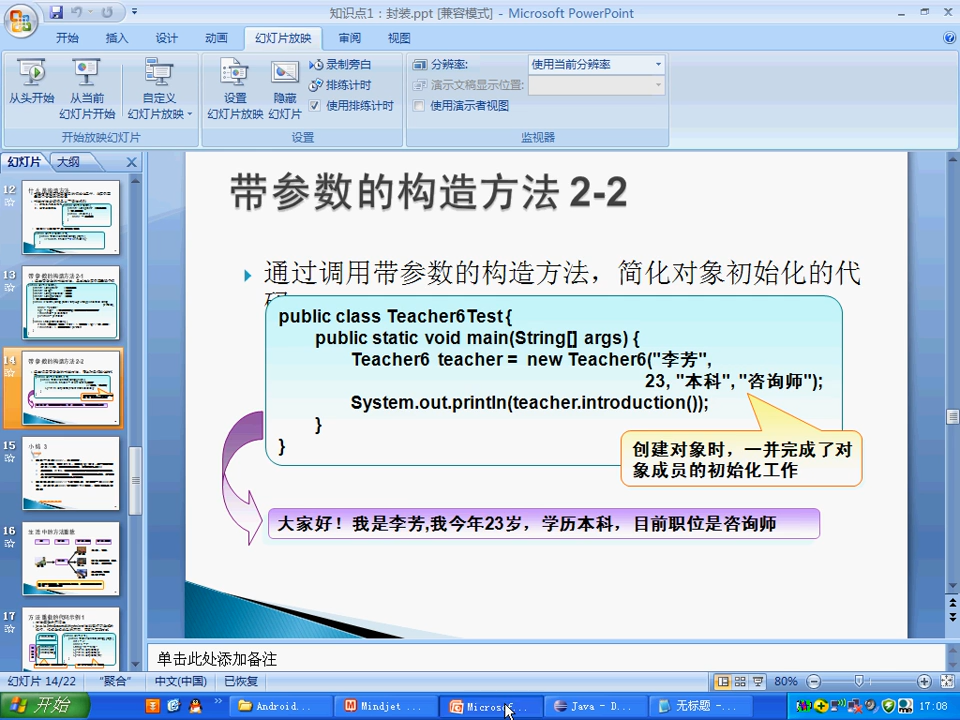 知识点1：封装.ppt [兼容模式] - Microsoft PowerPoint
开始 插入 设计 动画 幻灯片放映 审阅 视图
从头开始 从当前幻灯片开始 自定义幻灯片放映
开始放映幻灯片
设置幻灯片放映 隐藏幻灯片 录制旁白 排练计时 使用排练计时
设置
分辨率: 使用当前分辨率
演示文稿显示位置:
使用演示者视图
监视器
幻灯片 大纲
12
13
14
15
16
17
带参数的构造方法 2-2
通过调用带参数的构造方法，简化对象初始化的代
public class Teacher6Test {
public static void main(String[] args) {
Teacher6 teacher = new Teacher6("李芳",
23, "本科", "咨询师");
System.out.println(teacher.introduction());
}
}
创建对象时，一并完成了对
象成员的初始化工作
大家好！我是李芳,我今年23岁，学历本科，目前职位是咨询师
单击此处添加备注
幻灯片 14/22 "聚合" 中文(中国) 已恢复 80%
开始 Android... Mindjet ... Microsof... Java - D... 无标题 -... 17:08